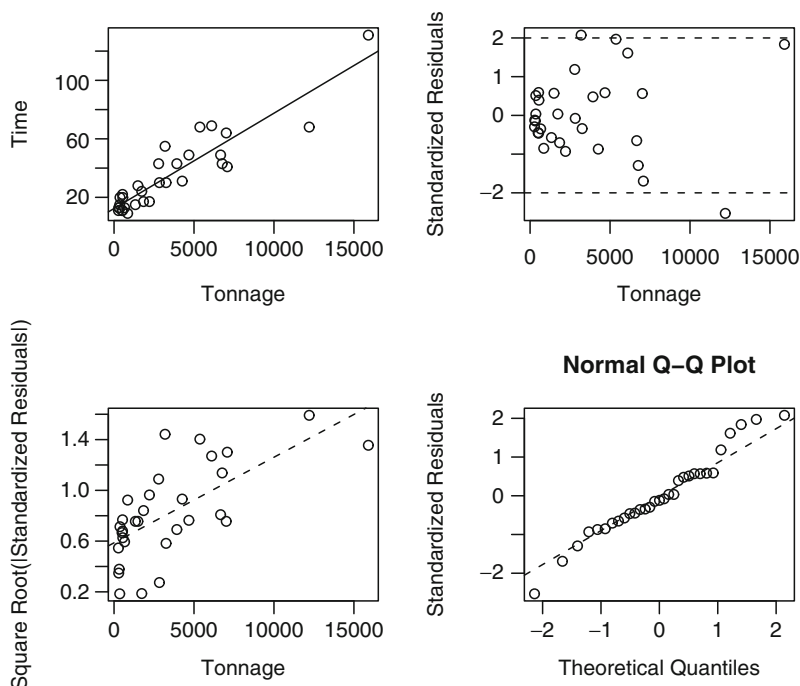 Time
100
60
20
0 5000 10000 15000
Tonnage
Standardized Residuals
2
1
0
−2
0 5000 10000 15000
Tonnage
Square Root(|Standardized Residuals|)
1.4
1.0
0.6
0.2
0 5000 10000 15000
Tonnage
Normal Q−Q Plot
Standardized Residuals
2
1
0
−2
−2 −1 0 1 2
Theoretical Quantiles